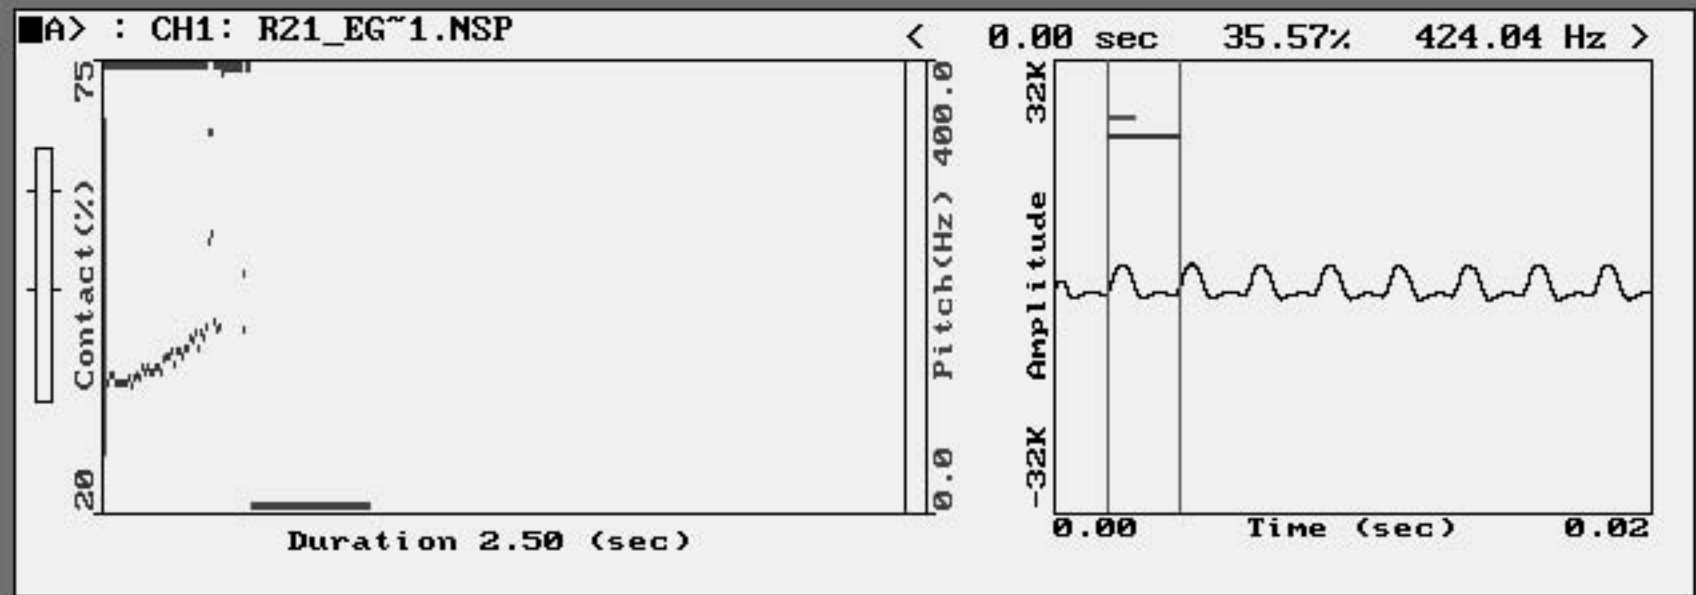 A> : CH1: R21_EG~1.NSP
< 0.00 sec 35.57% 424.04 Hz >
75
Contact(%)
20
Duration 2.50 (sec)
400.0
Pitch(Hz)
0.0
32K
Amplitude
-32K
0.00 Time (sec) 0.02